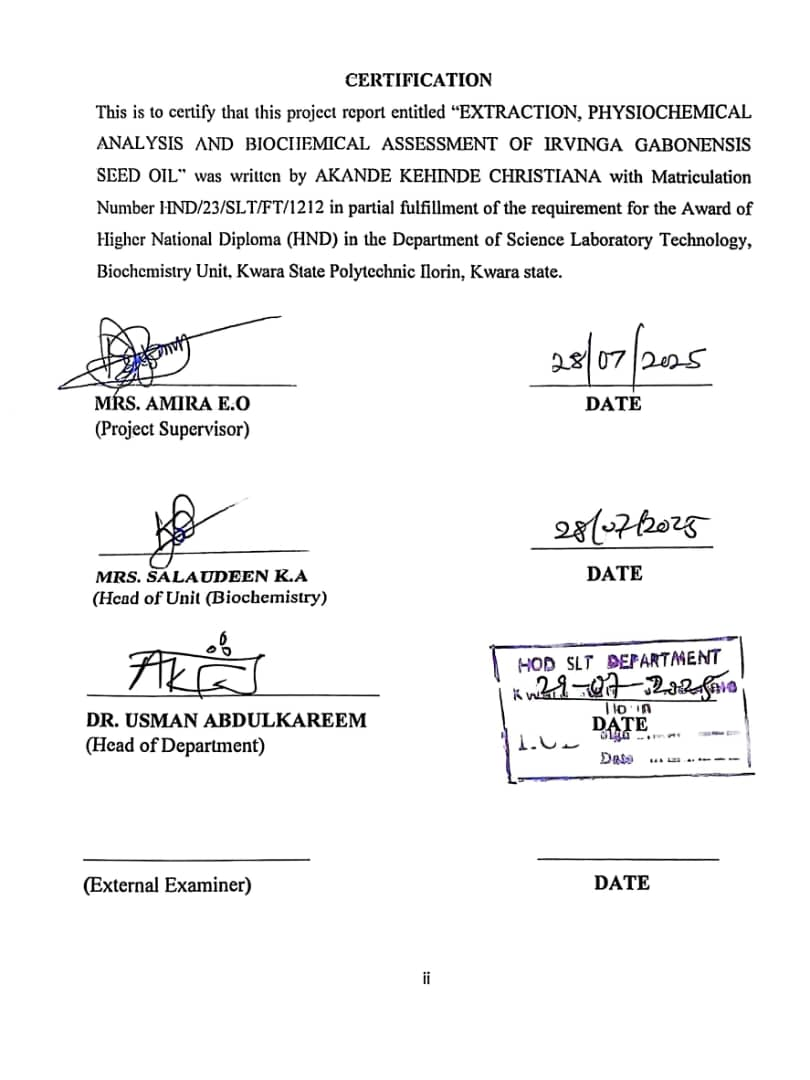 CERTIFICATION
This is to certify that this project report entitled “EXTRACTION, PHYSIOCHEMICAL
ANALYSIS AND BIOCHEMICAL ASSESSMENT OF IRVINGA GABONENSIS
SEED OIL” was written by AKANDE KEHINDE CHRISTIANA with Matriculation
Number HND/23/SLT/FT/1212 in partial fulfillment of the requirement for the Award of
Higher National Diploma (HND) in the Department of Science Laboratory Technology,
Biochemistry Unit, Kwara State Polytechnic Ilorin, Kwara state.
28/07/2025
MRS. AMIRA E.O DATE
(Project Supervisor)
28/07/2025
MRS. SALAUDEEN K.A DATE
(Head of Unit (Biochemistry)
HOD SLT DEPARTMENT
29-07-2025
DR. USMAN ABDULKAREEM DATE
(Head of Department)
Sign
Date
(External Examiner) DATE
ii